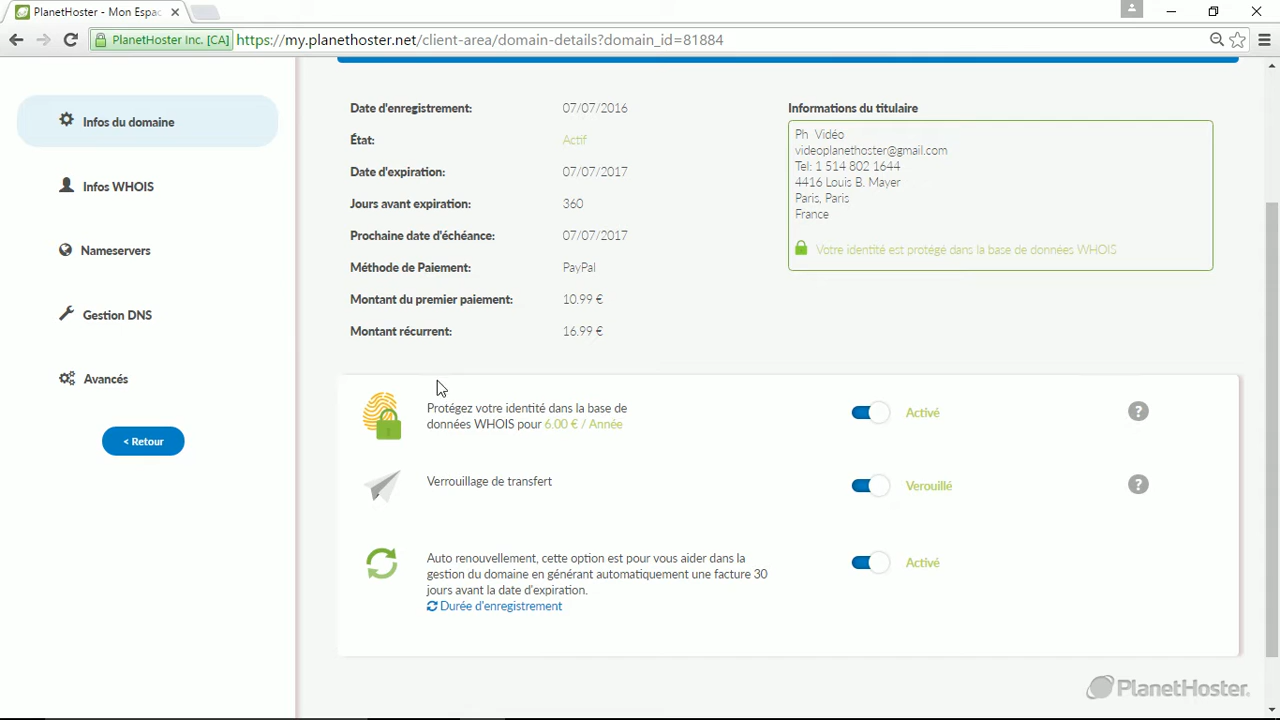 PlanetHoster - Mon Espac
PlanetHoster Inc. [CA]
https://my.planethoster.net/client-area/domain-details?domain_id=81884
Infos du domaine
Infos WHOIS
Nameservers
Gestion DNS
Avancés
< Retour
Date d'enregistrement: 07/07/2016
État: Actif
Date d'expiration: 07/07/2017
Jours avant expiration: 360
Prochaine date d'échéance: 07/07/2017
Méthode de Paiement: PayPal
Montant du premier paiement: 10.99 €
Montant récurrent: 16.99 €
Informations du titulaire
Ph Vidéo
videoplanethoster@gmail.com
Tel: 1 514 802 1644
4416 Louis B. Mayer
Paris, Paris
France
Votre identité est protégé dans la base de données WHOIS
Protégez votre identité dans la base de
données WHOIS pour 6.00 € / Année
Activé
?
Verrouillage de transfert
Verouillé
?
Auto renouvellement, cette option est pour vous aider dans la
gestion du domaine en générant automatiquement une facture 30
jours avant la date d'expiration.
Durée d'enregistrement
Activé
PlanetHoster.